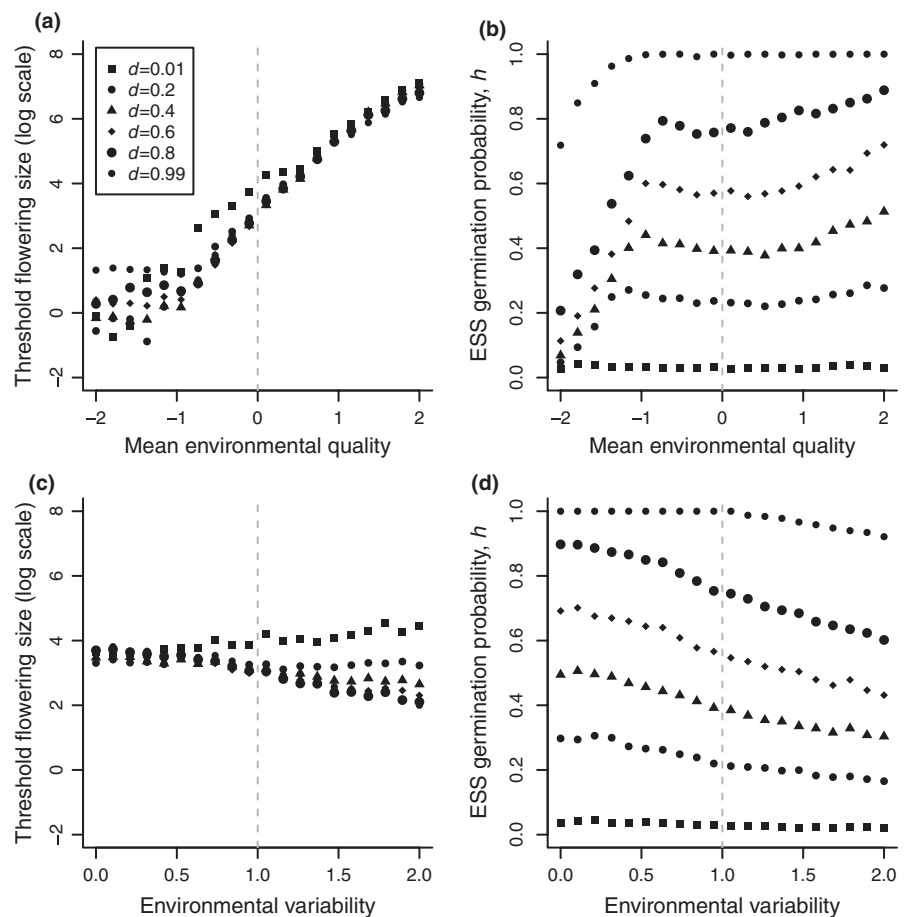 (a)
Threshold flowering size (log scale)
8
6
4
2
0
−2
d=0.01
d=0.2
d=0.4
d=0.6
d=0.8
d=0.99
−2 −1 0 1 2
Mean environmental quality
(b)
ESS germination probability, h
1.0
0.8
0.6
0.4
0.2
0.0
−2 −1 0 1 2
Mean environmental quality
(c)
Threshold flowering size (log scale)
8
6
4
2
0
−2
0.0 0.5 1.0 1.5 2.0
Environmental variability
(d)
ESS germination probability, h
1.0
0.8
0.6
0.4
0.2
0.0
0.0 0.5 1.0 1.5 2.0
Environmental variability